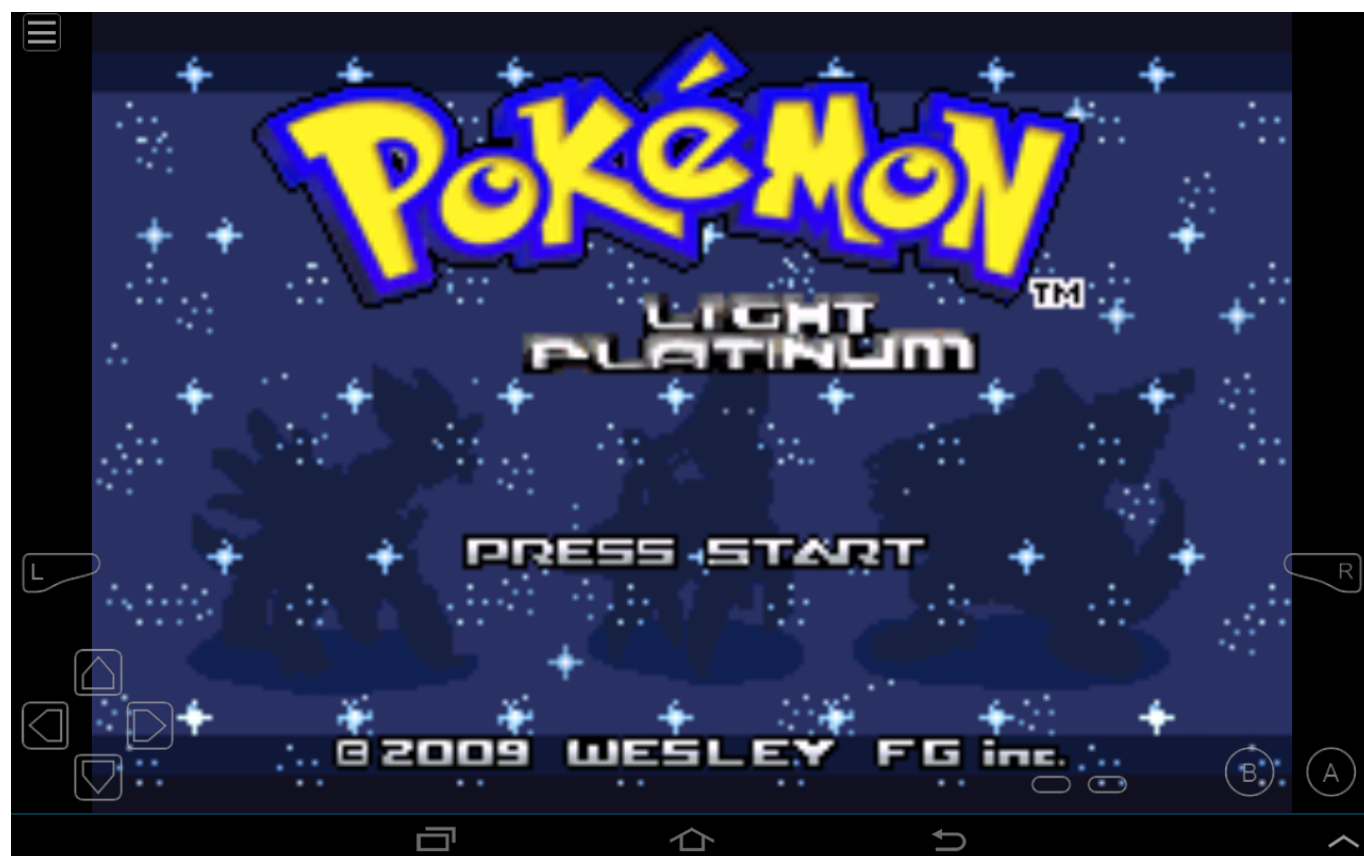 POKéMON
TM
LIGHT
PLATINUM
PRESS START
L
R
© 2009 WESLEY FG inc.
B
A